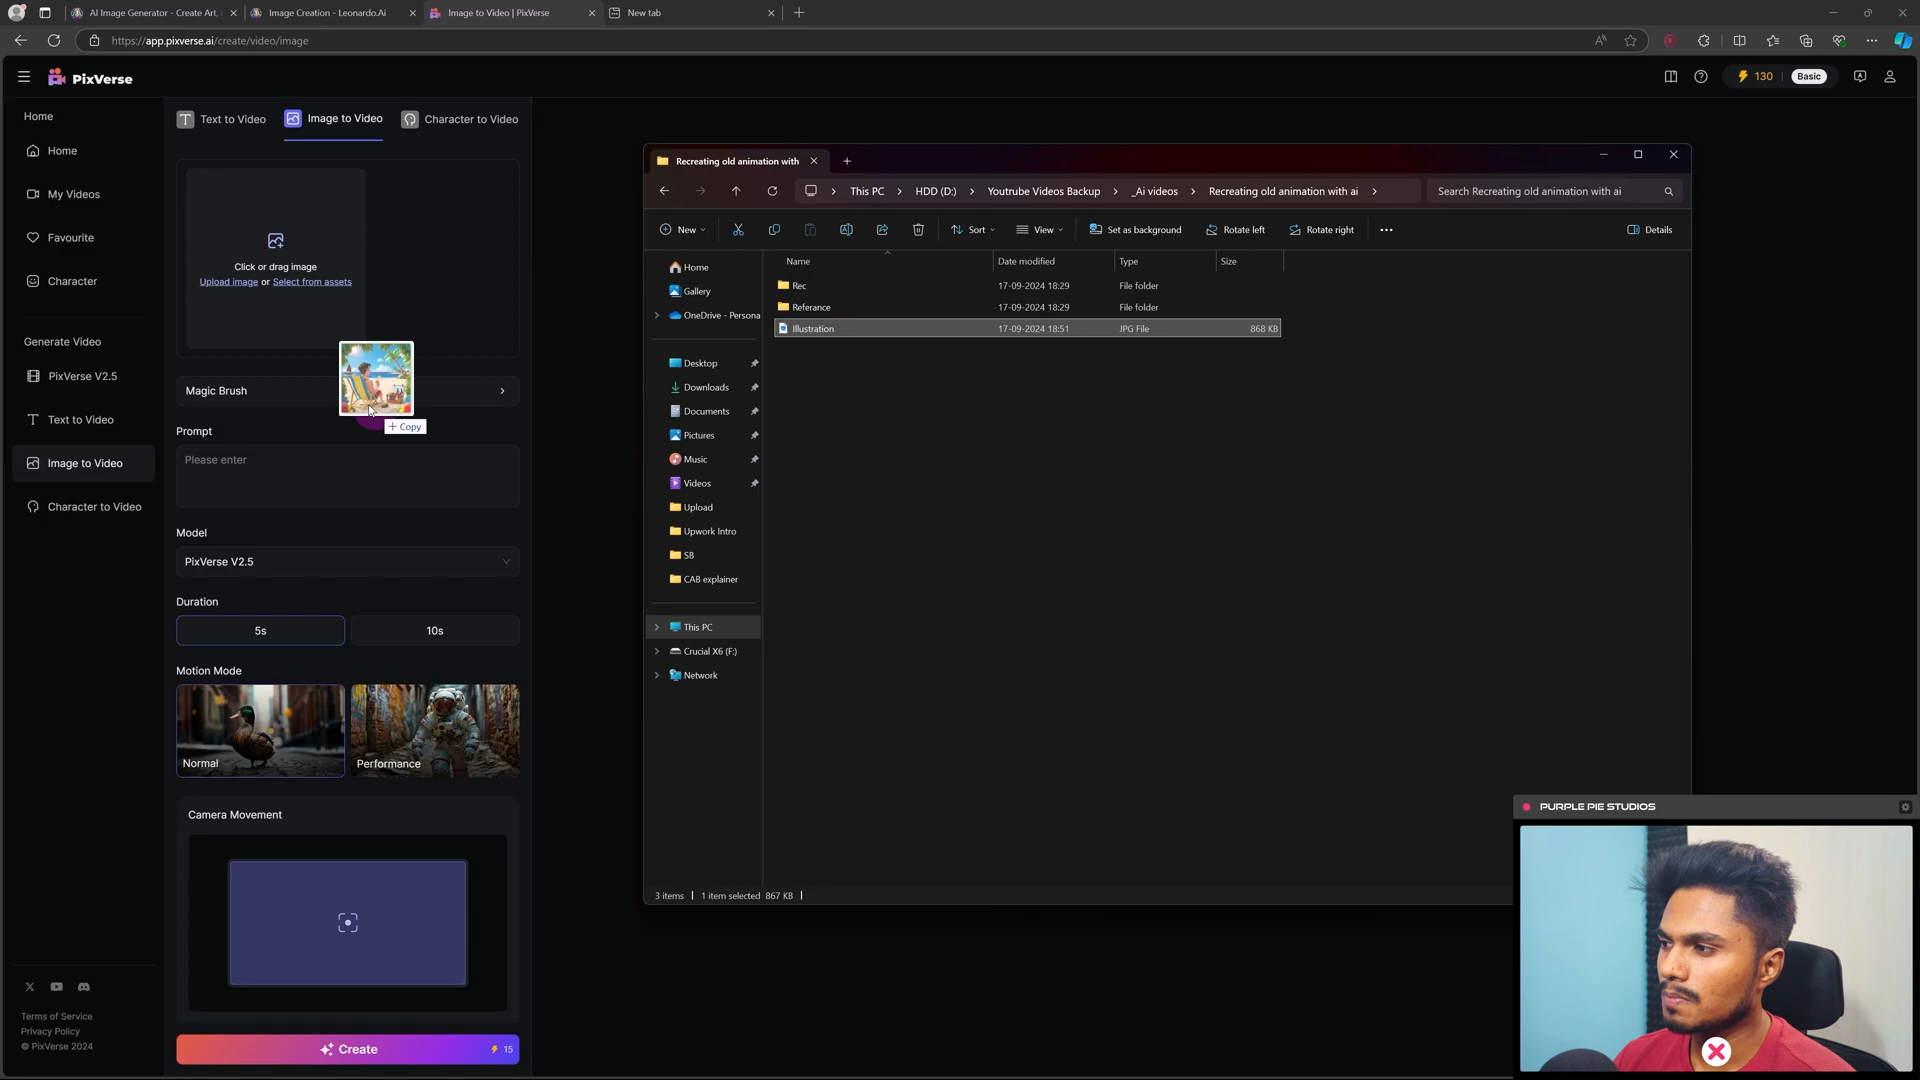 AI Image Generator - Create Art,
Image Creation - Leonardo.Ai
Image to Video | PixVerse
New tab
https://app.pixverse.ai/create/video/image
PixVerse
130
Basic
Home
Home
My Videos
Favourite
Character
Generate Video
PixVerse V2.5
Text to Video
Image to Video
Character to Video
Terms of Service
Privacy Policy
© PixVerse 2024
Text to Video
Image to Video
Character to Video
Click or drag image
Upload image or Select from assets
Magic Brush
+ Copy
Prompt
Please enter
Model
PixVerse V2.5
Duration
5s
10s
Motion Mode
Normal
Performance
Camera Movement
Create
15
Recreating old animation with
This PC > HDD (D:) > Youtrube Videos Backup > _Ai videos > Recreating old animation with ai >
Search Recreating old animation with ai
New
Sort
View
Set as background
Rotate left
Rotate right
Details
Home
Gallery
OneDrive - Persona
Desktop
Downloads
Documents
Pictures
Music
Videos
Upload
Upwork Intro
SB
CAB explainer
This PC
Crucial X6 (F:)
Network
Name
Date modified
Type
Size
Rec
17-09-2024 18:29
File folder
Referance
17-09-2024 18:29
File folder
Illustration
17-09-2024 18:51
JPG File
868 KB
3 items
1 item selected 867 KB
PURPLE PIE STUDIOS